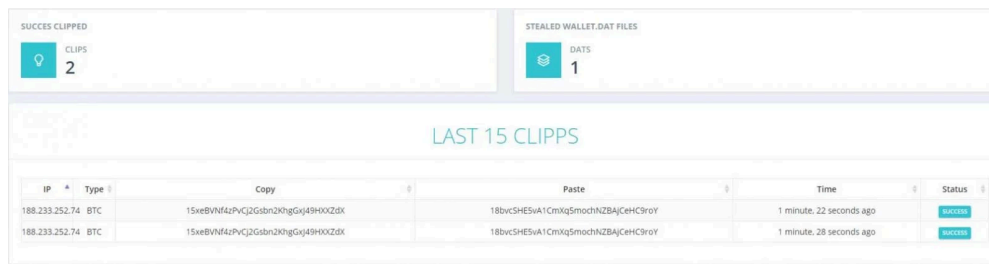 SUCCES CLIPPED
CLIPS
2
STEALED WALLET.DAT FILES
DATS
1
LAST 15 CLIPPS
IP Type Copy Paste Time Status
188.233.252.74 BTC 15xeBVNf4zPvCj2Gsbn2KhgGxj49HXXZdX 18bvcSHE5vA1CmXq5mochNZBAjCeHC9roY 1 minute, 22 seconds ago SUCCESS
188.233.252.74 BTC 15xeBVNf4zPvCj2Gsbn2KhgGxj49HXXZdX 18bvcSHE5vA1CmXq5mochNZBAjCeHC9roY 1 minute, 28 seconds ago SUCCESS